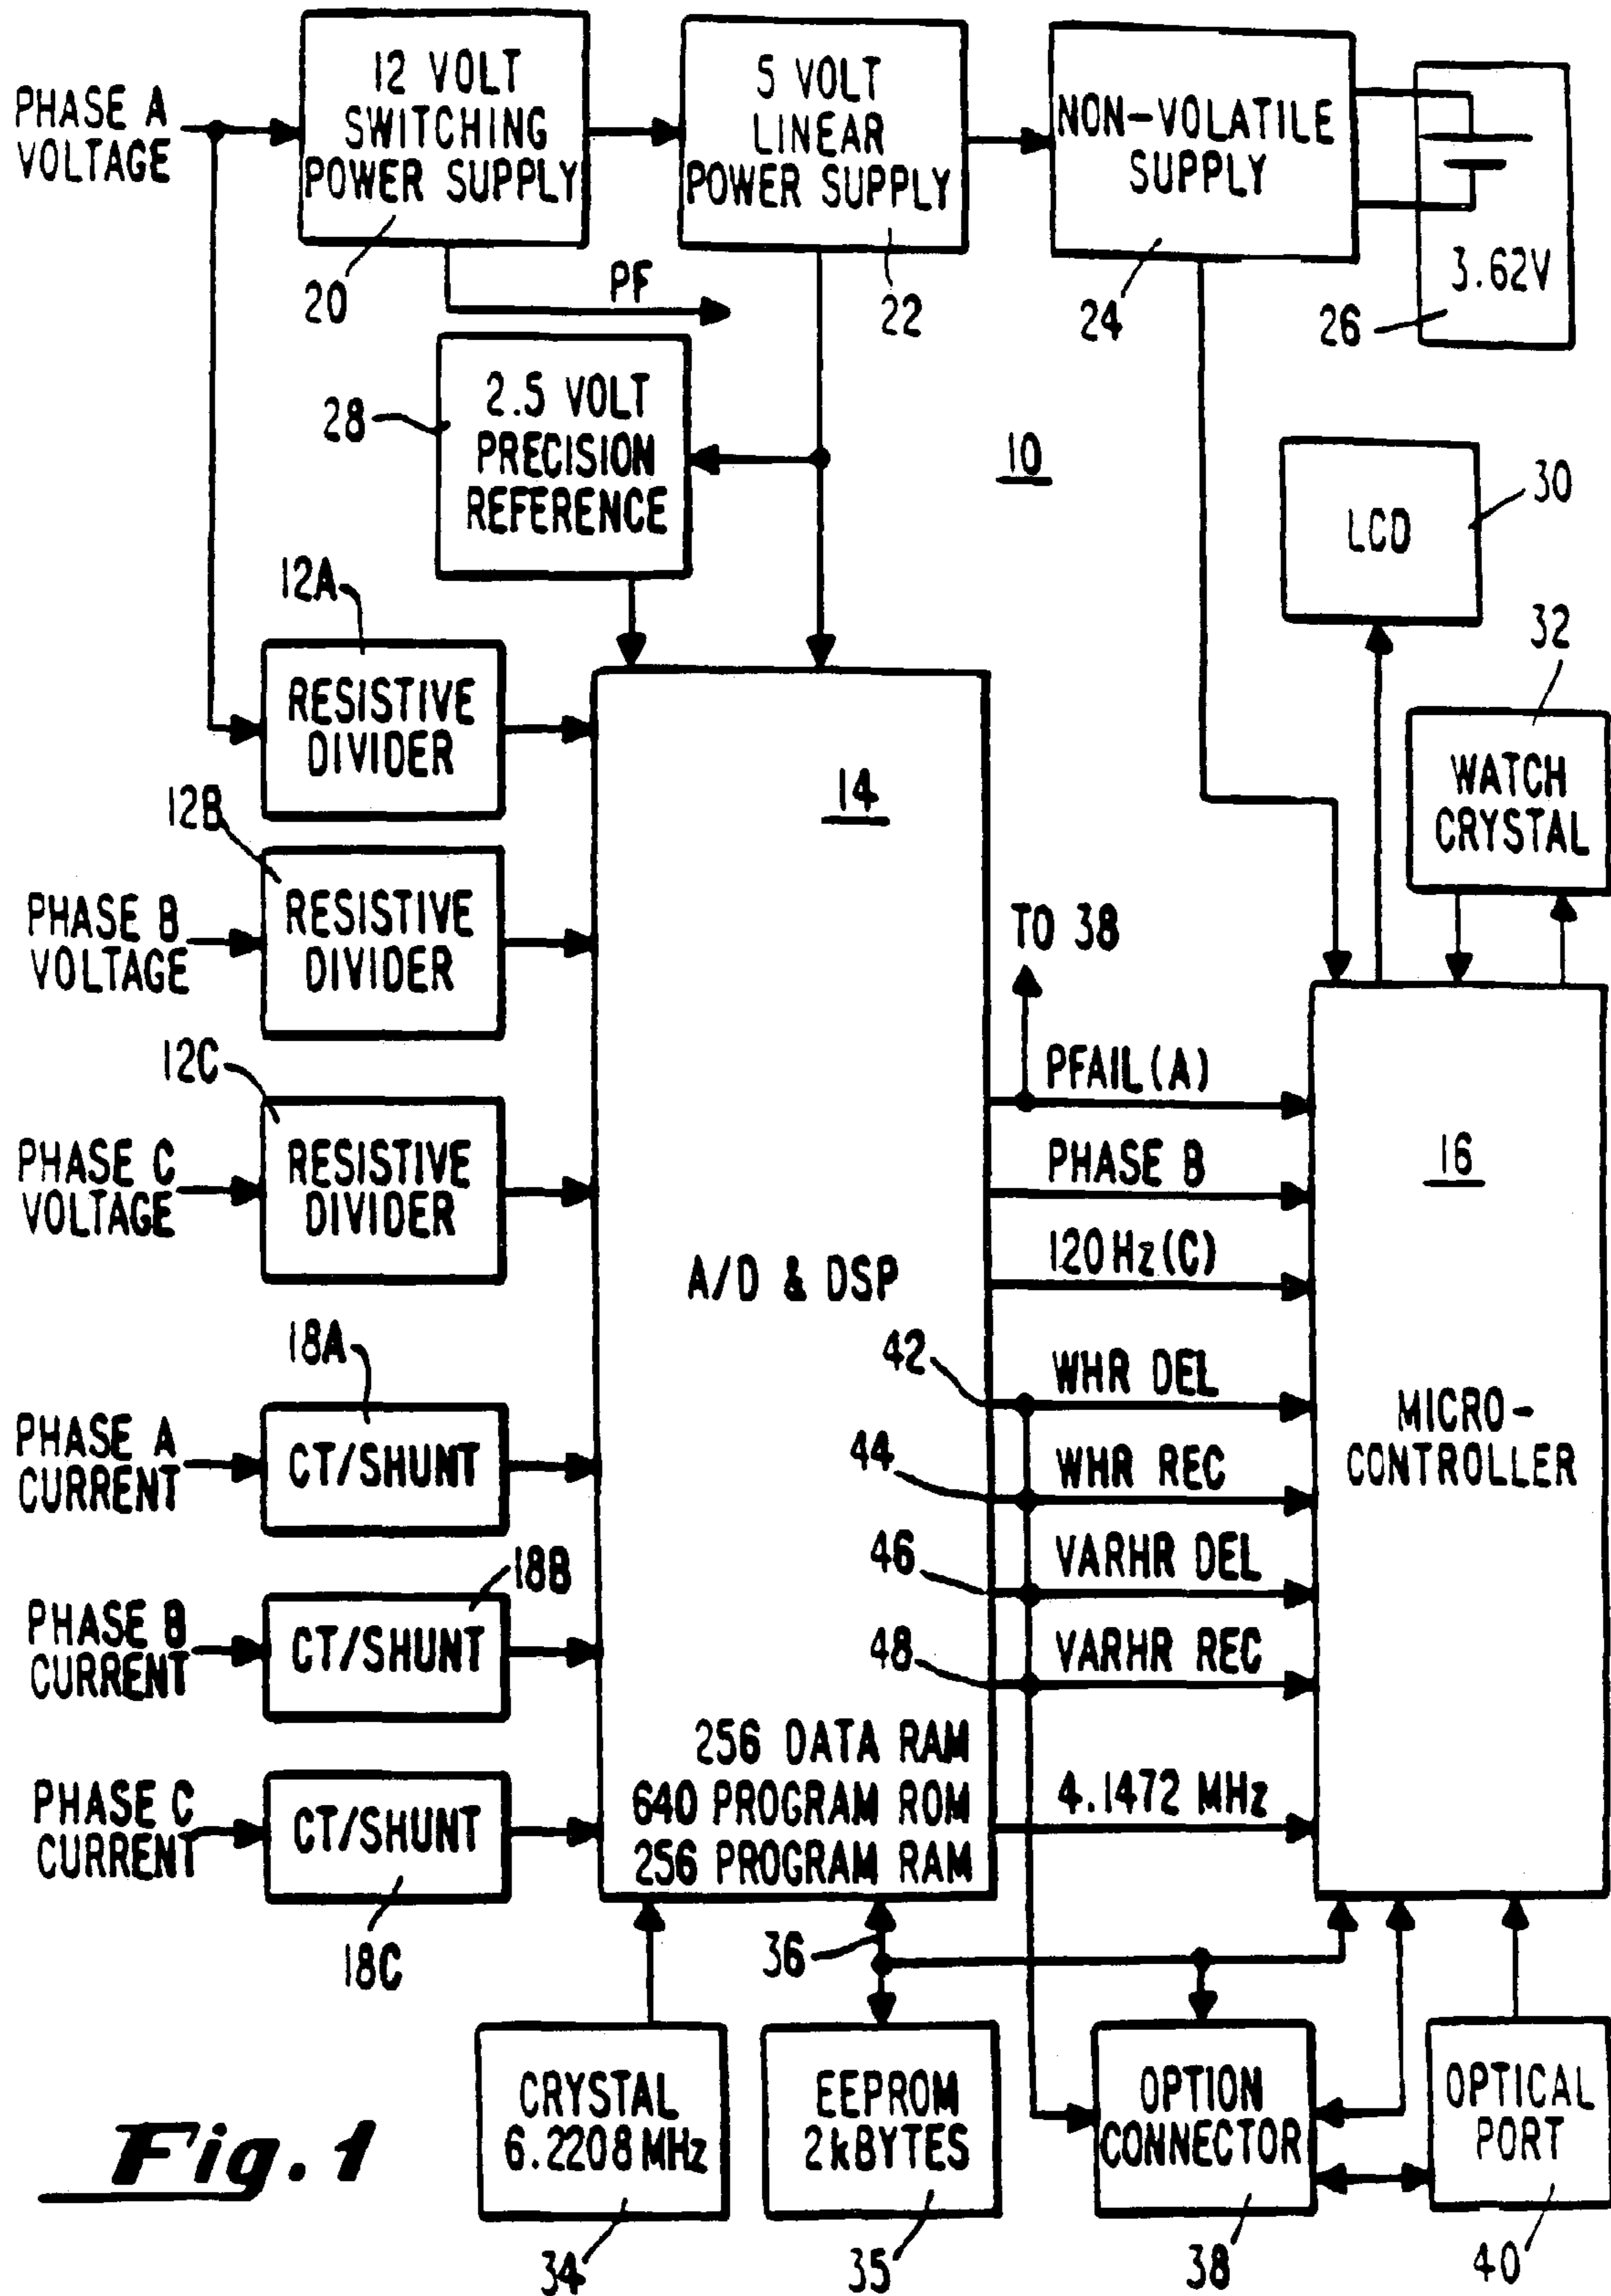 PHASE A
VOLTAGE
12 VOLT
SWITCHING
POWER SUPPLY
20
PF
5 VOLT
LINEAR
POWER SUPPLY
22
NON-VOLATILE
SUPPLY
24
3.62V
26
28
2.5 VOLT
PRECISION
REFERENCE
10
LCD
30
32
WATCH
CRYSTAL
12A
RESISTIVE
DIVIDER
12B
PHASE B
VOLTAGE
RESISTIVE
DIVIDER
12C
PHASE C
VOLTAGE
RESISTIVE
DIVIDER
18A
PHASE A
CURRENT
CT/SHUNT
18B
PHASE B
CURRENT
CT/SHUNT
PHASE C
CURRENT
CT/SHUNT
18C
14
A/D & DSP
256 DATA RAM
640 PROGRAM ROM
256 PROGRAM RAM
TO 38
PFAIL(A)
PHASE B
120Hz(C)
42
WHR DEL
44
WHR REC
46
VARHR DEL
48
VARHR REC
4.1472 MHz
16
MICRO-
CONTROLLER
36
CRYSTAL
6.2208 MHz
34
EEPROM
2kBYTES
35
OPTION
CONNECTOR
38
OPTICAL
PORT
40
Fig. 1